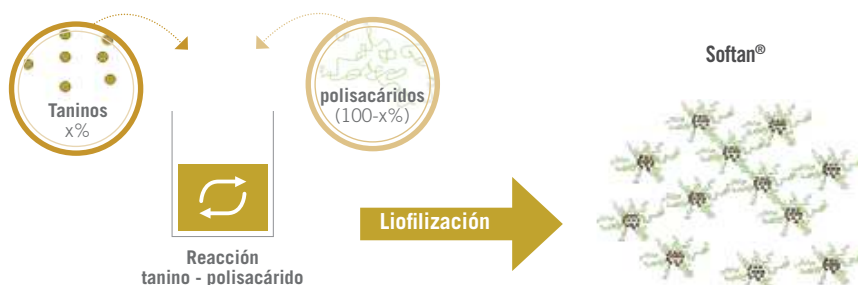 Taninos
x%
polisacáridos
(100-x%)
Reacción
tanino - polisacárido
Liofilización
Softan®